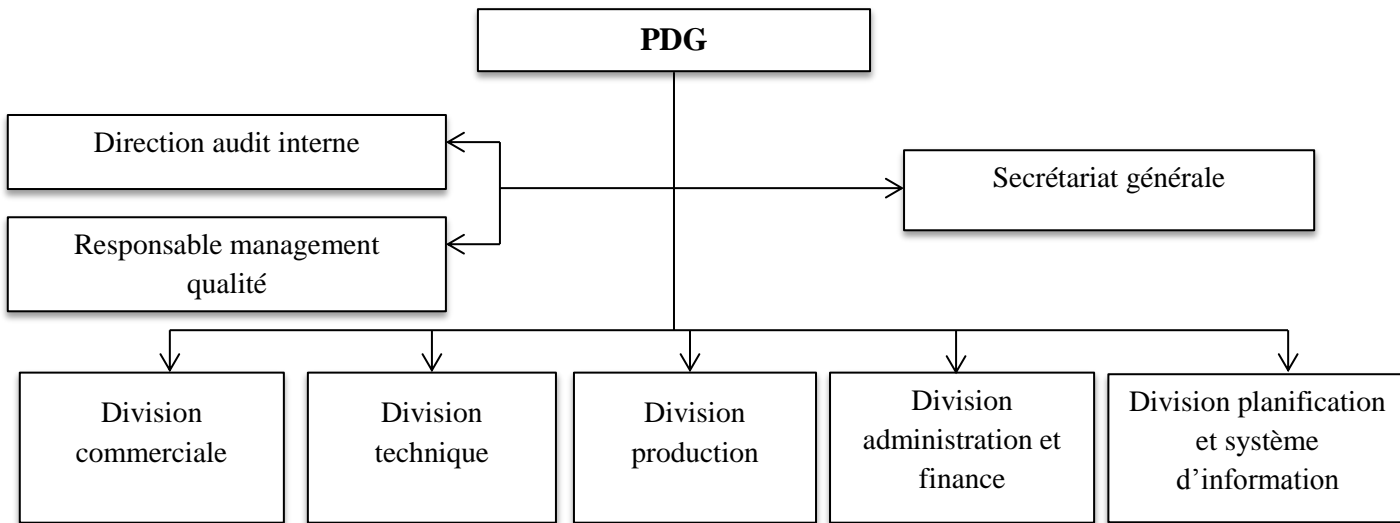 PDG
Direction audit interne
Secrétariat générale
Responsable management
qualité
Division
commerciale
Division
technique
Division
production
Division
administration et
finance
Division planification
et système
d’information